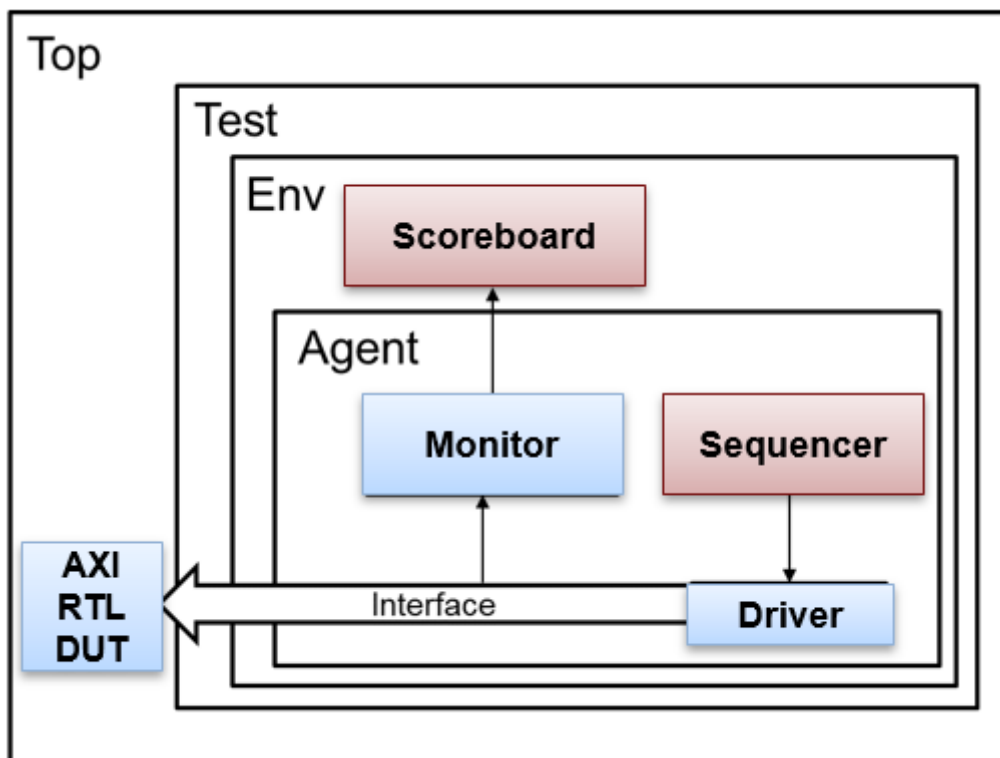 Top
Test
Env
Scoreboard
Agent
Monitor
Sequencer
AXI
RTL
DUT
Interface
Driver